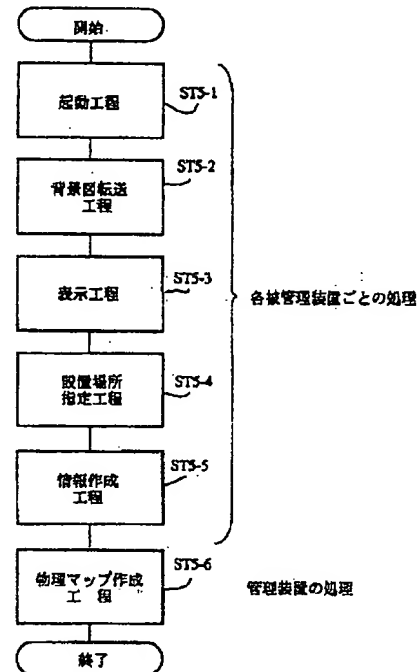 開始
起動工程
ST5-1
背景図転送
工程
ST5-2
表示工程
ST5-3
設置場所
指定工程
ST5-4
情報作成
工程
ST5-5
各被管理装置ごとの処理
物理マップ作成
工 程
ST5-6
管理装置の処理
終了